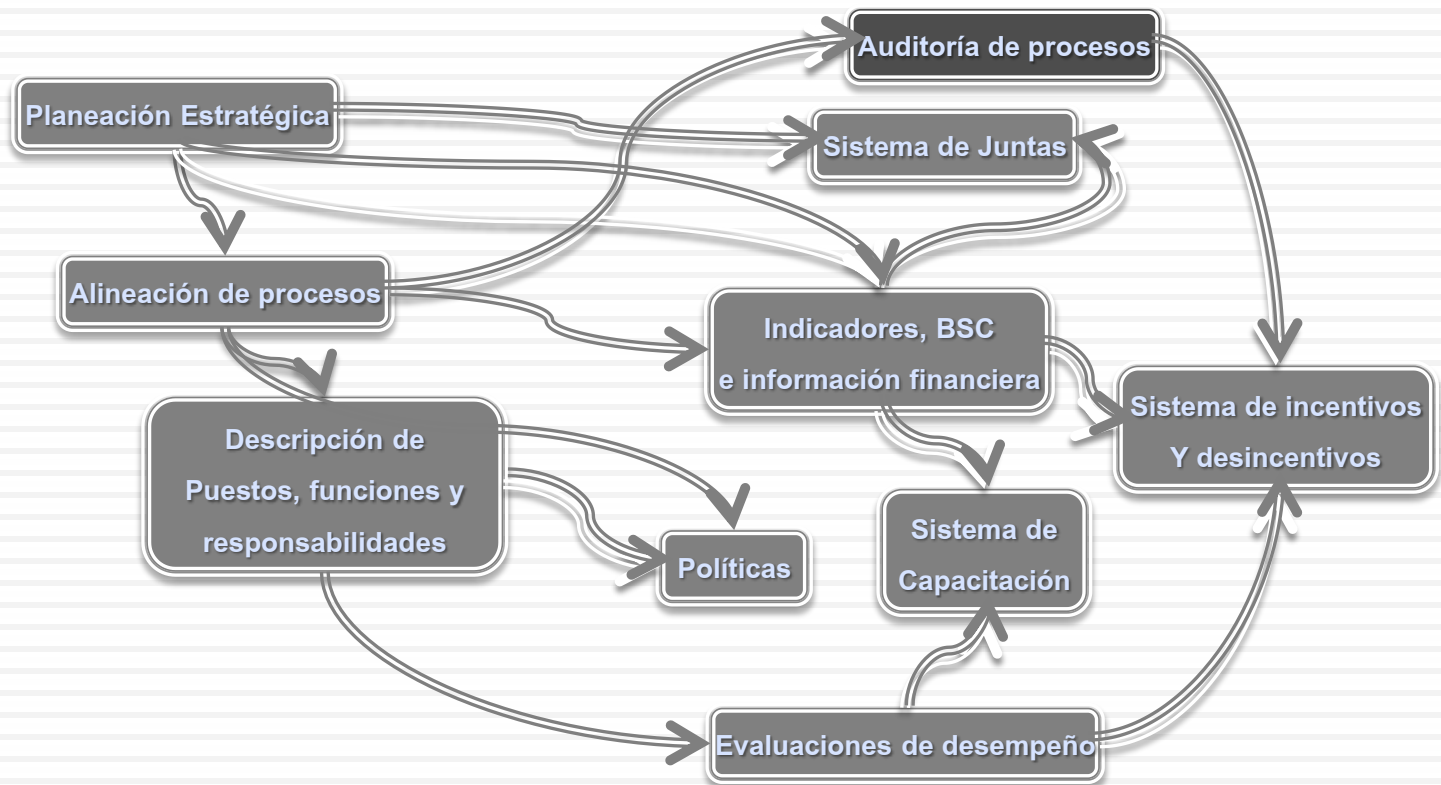 Auditoría de procesos
Planeación Estratégica
Sistema de Juntas
Alineación de procesos
Indicadores, BSC
e información financiera
Sistema de incentivos
Y desincentivos
Descripción de
Puestos, funciones y
responsabilidades
Sistema de
Capacitación
Políticas
Evaluaciones de desempeño